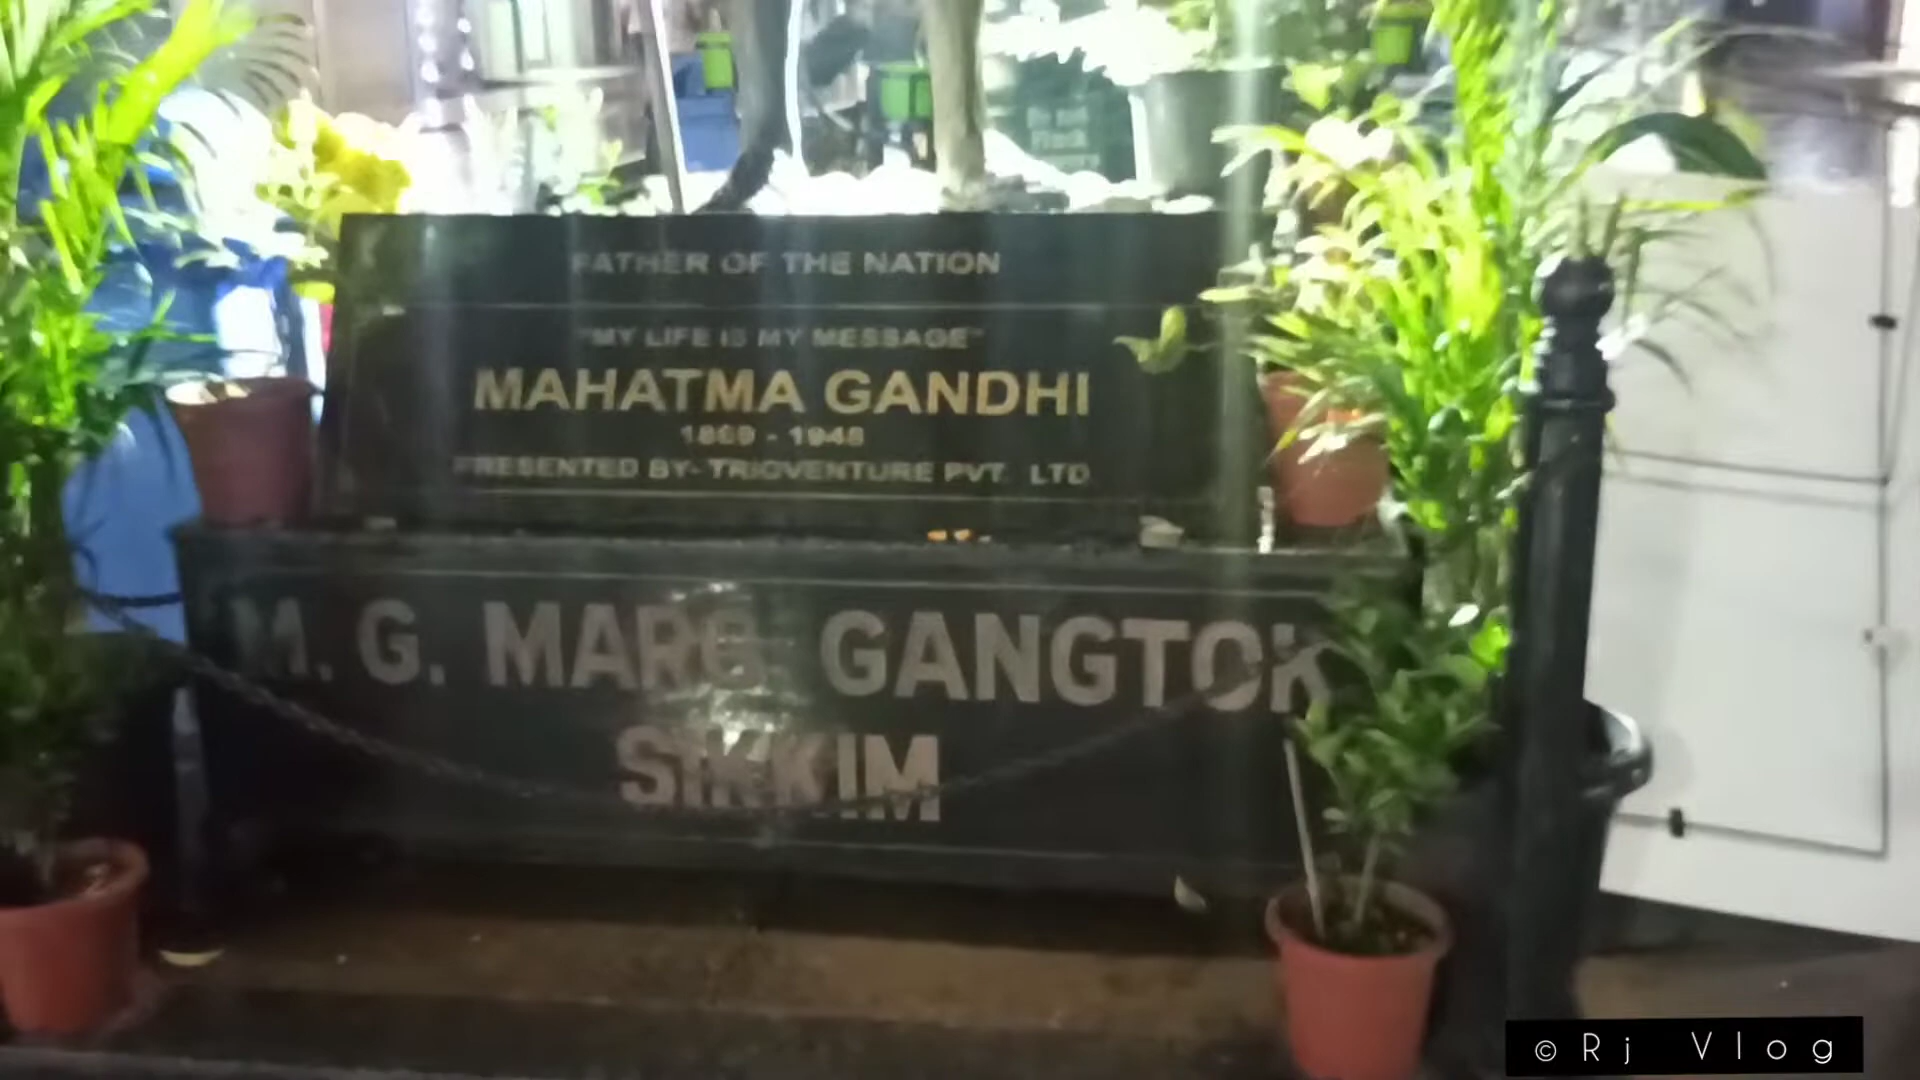 FATHER OF THE NATION
"MY LIFE IS MY MESSAGE"
MAHATMA GANDHI
1869 - 1948
PRESENTED BY- TRIOVENTURE PVT. LTD.
M. G. MARG GANGTOK
SIKKIM
© Rj Vlog